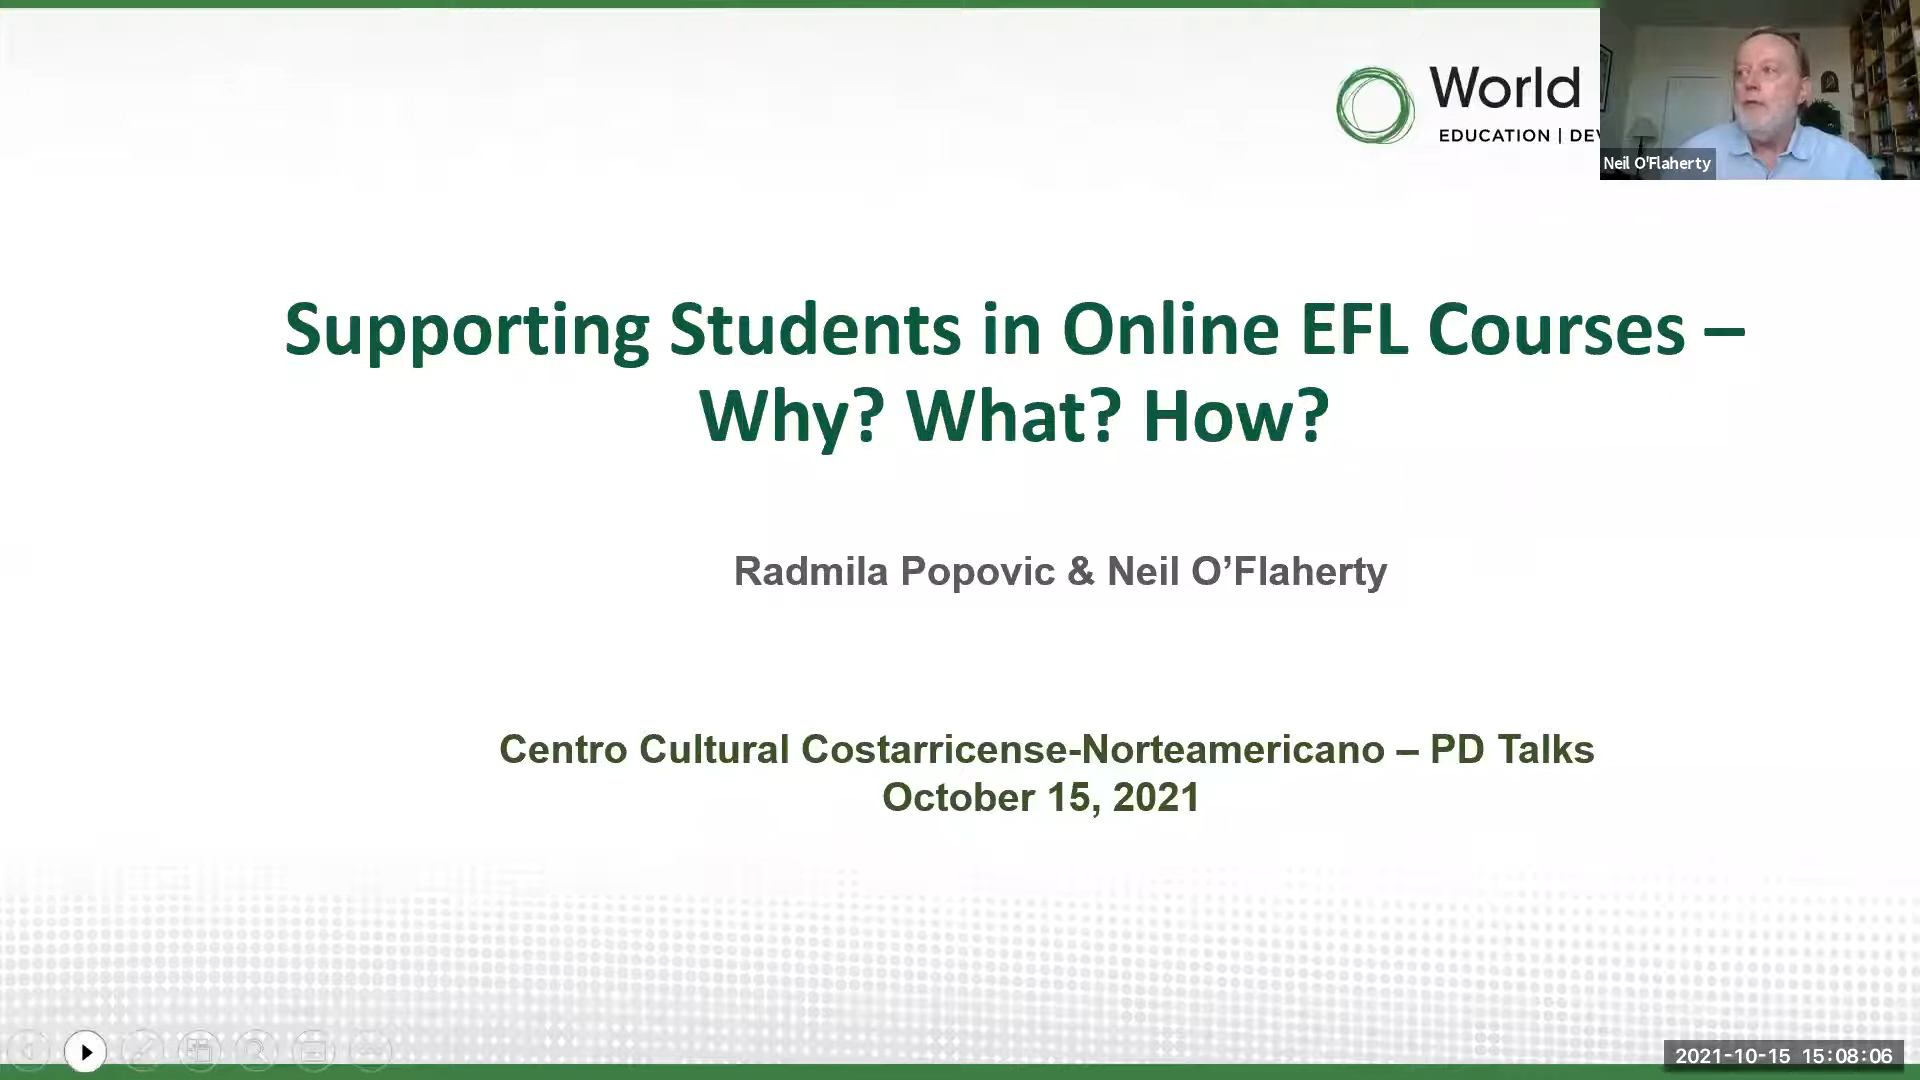 World
EDUCATION | DEV
Neil O'Flaherty
Supporting Students in Online EFL Courses –
Why? What? How?
Radmila Popovic & Neil O’Flaherty
Centro Cultural Costarricense-Norteamericano – PD Talks
October 15, 2021
2021-10-15 15:08:06